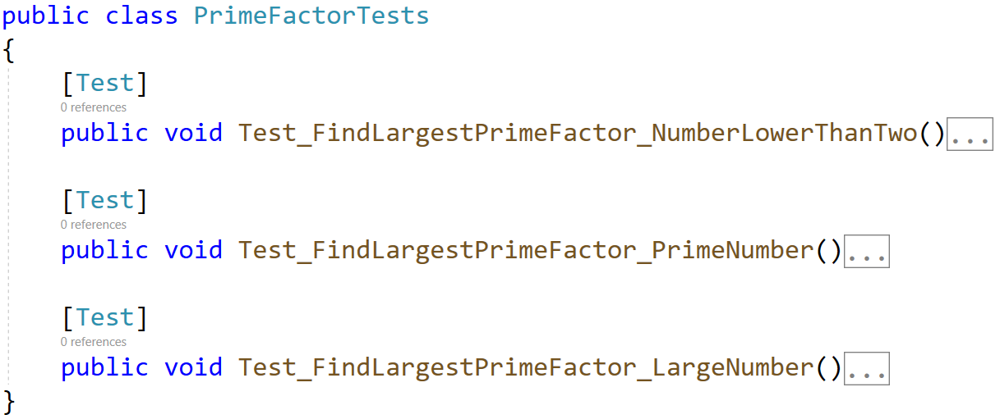 public class PrimeFactorTests
{
[Test]
0 references
public void Test_FindLargestPrimeFactor_NumberLowerThanTwo()...
[Test]
0 references
public void Test_FindLargestPrimeFactor_PrimeNumber()...
[Test]
0 references
public void Test_FindLargestPrimeFactor_LargeNumber()...
}